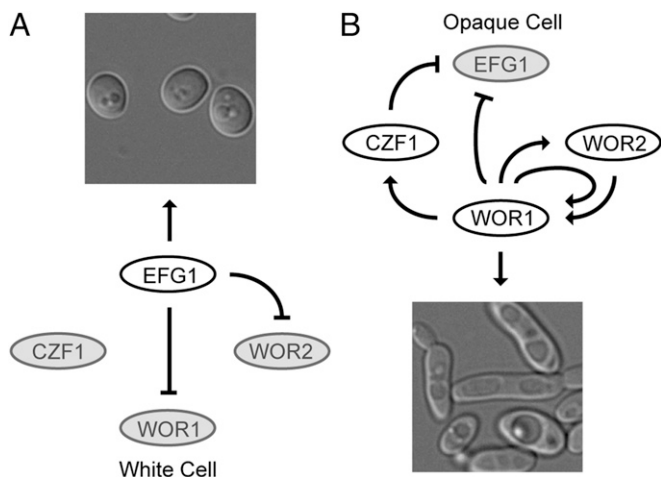 A
EFG1
CZF1
WOR2
WOR1
White Cell
B
Opaque Cell
EFG1
CZF1
WOR2
WOR1